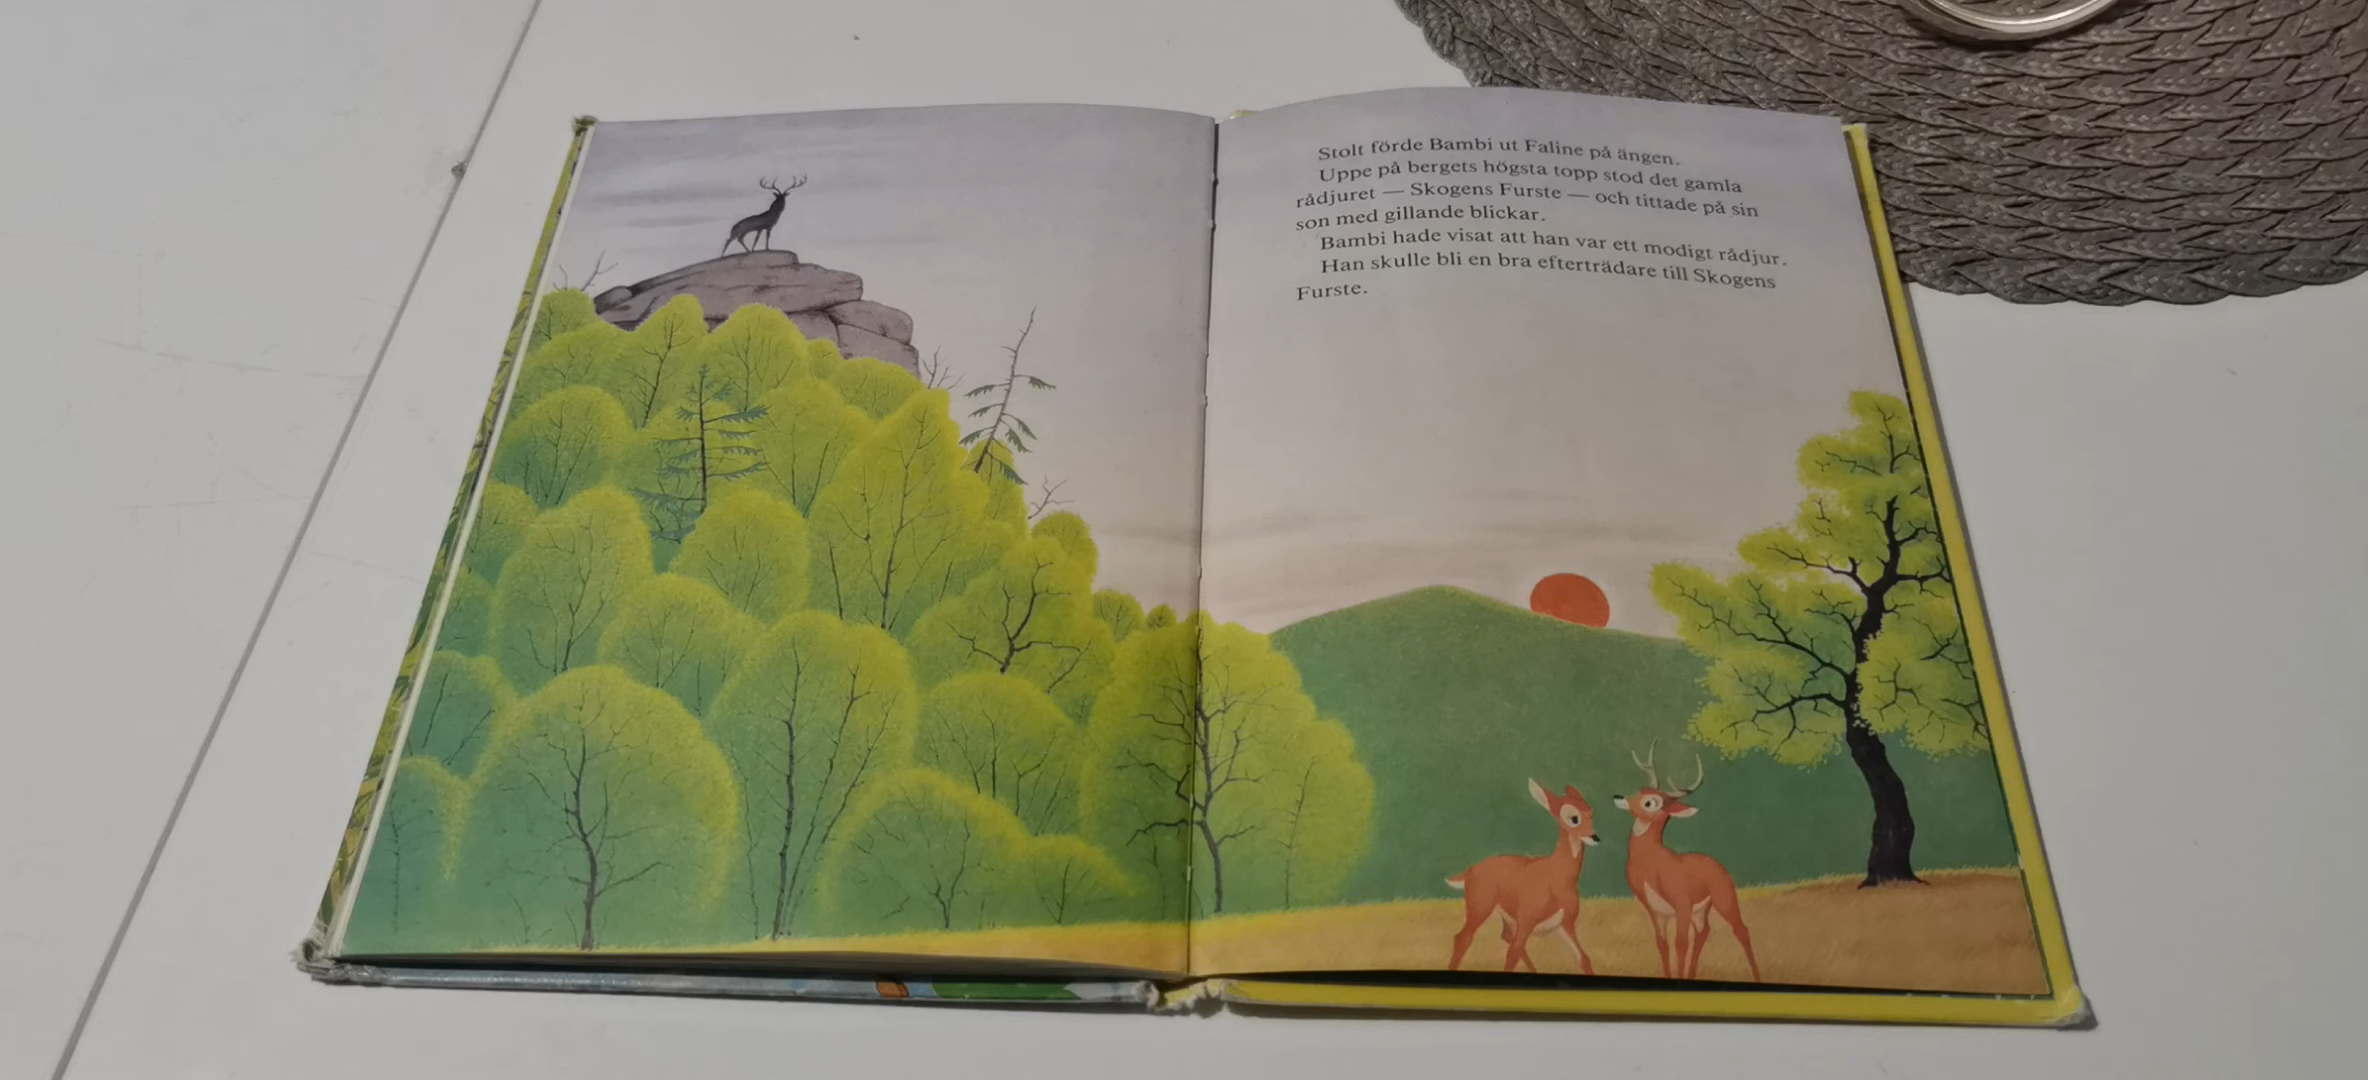 Stolt förde Bambi ut Faline på ängen.
Uppe på bergets högsta topp stod det gamla
rådjuret — Skogens Furste — och tittade på sin
son med gillande blickar.
Bambi hade visat att han var ett modigt rådjur.
Han skulle bli en bra efterträdare till Skogens
Furste.